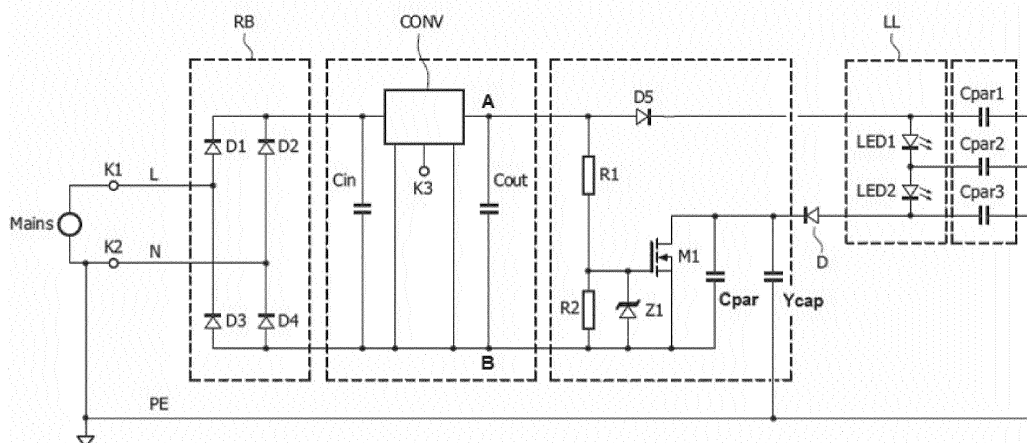 RB CONV LL
A D5 Cpar1
D1 D2 LED1
K1 L Cin K3 Cout R1 Cpar2
Mains LED2 Cpar3
K2 N M1 D
D3 D4 R2 Z1 Cpar Ycap
B
PE